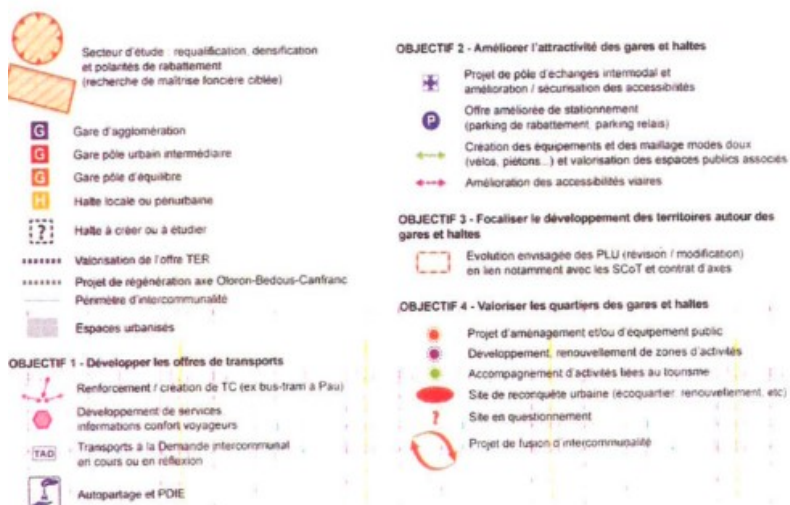 Secteur d'étude : requalification, densification
et polarités de rabattement
(recherche de maîtrise foncière ciblée)
G Gare d'agglomération
G Gare pôle urbain intermédiaire
G Gare pôle d'équilibre
H Halte locale ou périurbaine
? Halte à créer ou à étudier
Valorisation de l'offre TER
Projet de régénération axe Oloron-Bedous-Canfranc
Périmètre d'intercommunalité
Espaces urbanisés
OBJECTIF 1 - Développer les offres de transports
Renforcement / création de TC (ex bus-tram à Pau)
Développement de services
informations confort voyageurs
TAD Transports à la Demande intercommunal
en cours ou en réflexion
Autopartage et PDIE
OBJECTIF 2 - Améliorer l'attractivité des gares et haltes
Projet de pôle d'échanges intermodal et
amélioration / sécurisation des accessibilités
P Offre améliorée de stationnement
(parking de rabattement, parking relais)
Création des équipements et des maillage modes doux
(vélos, piétons...) et valorisation des espaces publics associés
Amélioration des accessibilités viaires
OBJECTIF 3 - Focaliser le développement des territoires autour des
gares et haltes
Evolution envisagée des PLU (révision / modification)
en lien notamment avec les SCoT et contrat d'axes
OBJECTIF 4 - Valoriser les quartiers des gares et haltes
Projet d'aménagement et/ou d'équipement public
Développement, renouvellement de zones d'activités
Accompagnement d'activités liées au tourisme
Site de reconquête urbaine (écoquartier, renouvellement, etc)
? Site en questionnement
Projet de fusion d'intercommunalité